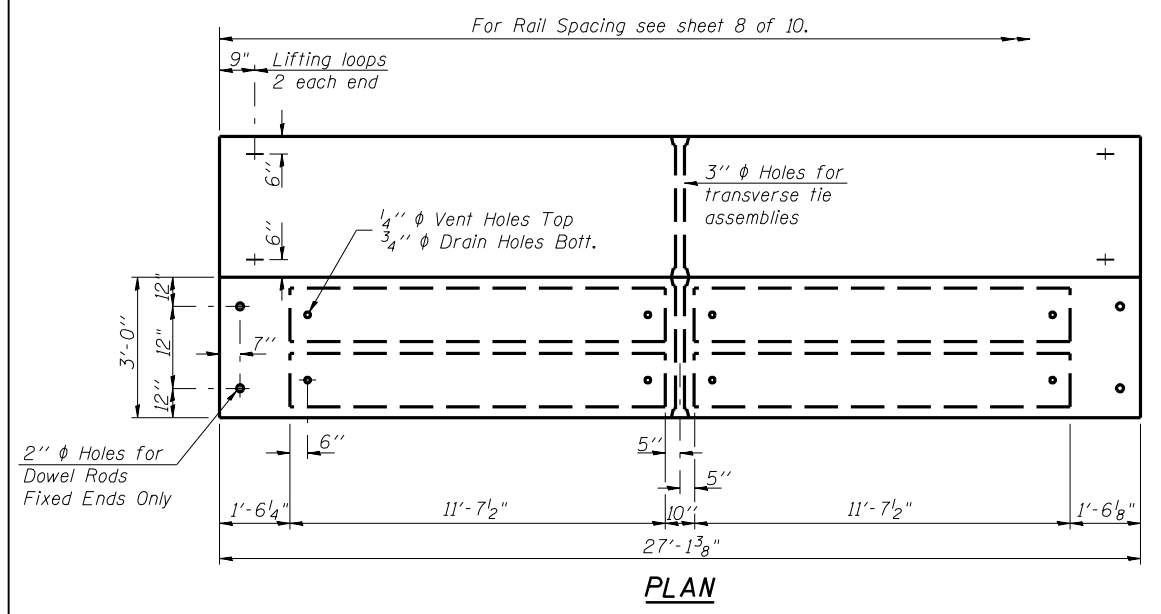 For Rail Spacing see sheet 8 of 10.
9" Lifting loops
2 each end
6''
6''
3'' ϕ Holes for
transverse tie
assemblies
1/4'' ϕ Vent Holes Top
3/4'' ϕ Drain Holes Bott.
3'-0''
12"
12"
12"
7''
2'' ϕ Holes for
Dowel Rods
Fixed Ends Only
6''
5''
5''
1'-6 1/4"
11'-7 1/2"
10''
11'-7 1/2"
1'-6 1/8"
27'-1 3/8"
PLAN